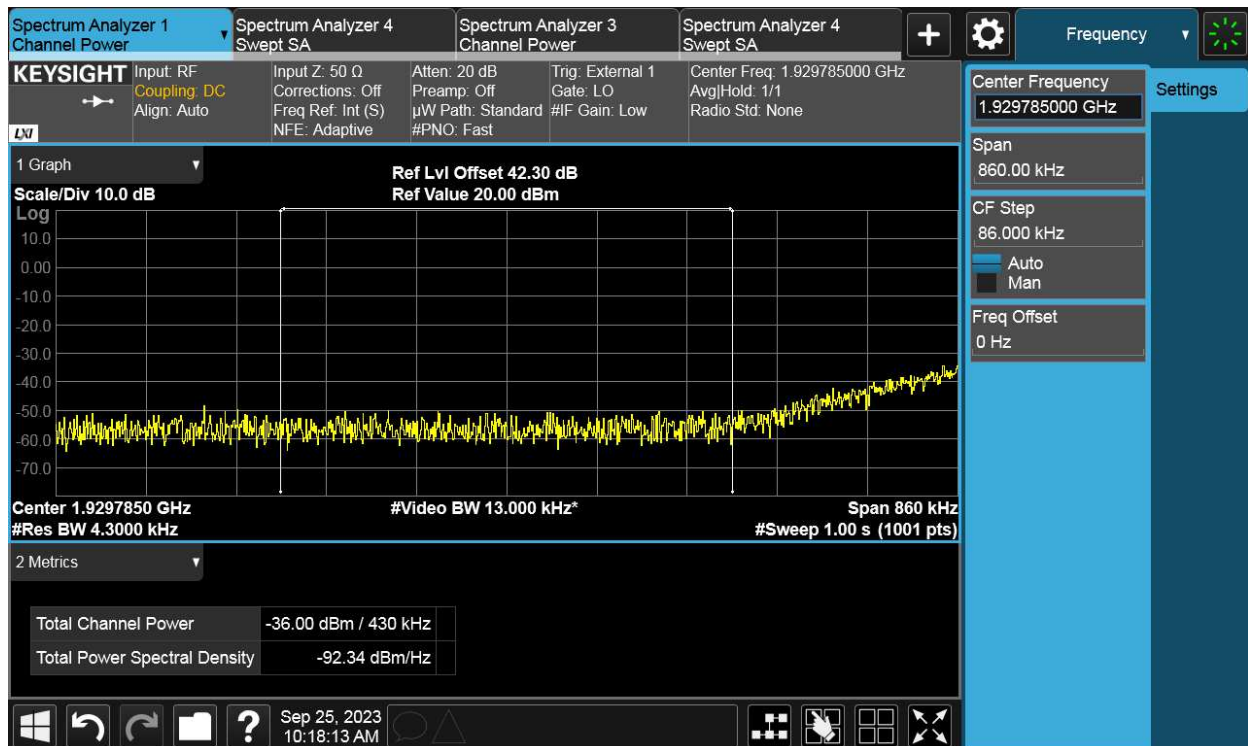 Spectrum Analyzer 1
Channel Power
Spectrum Analyzer 4
Swept SA
Spectrum Analyzer 3
Channel Power
Spectrum Analyzer 4
Swept SA
+
Frequency
KEYSIGHT
LXI
Input: RF
Coupling: DC
Align: Auto
Input Z: 50 Ω
Corrections: Off
Freq Ref: Int (S)
NFE: Adaptive
Atten: 20 dB
Preamp: Off
µW Path: Standard
#PNO: Fast
Trig: External 1
Gate: LO
#IF Gain: Low
Center Freq: 1.929785000 GHz
Avg|Hold: 1/1
Radio Std: None
Center Frequency
1.929785000 GHz
Settings
Span
860.00 kHz
CF Step
86.000 kHz
Auto
Man
Freq Offset
0 Hz
1 Graph
Scale/Div 10.0 dB
Ref Lvl Offset 42.30 dB
Ref Value 20.00 dBm
Log
10.0
0.00
-10.0
-20.0
-30.0
-40.0
-50.0
-60.0
-70.0
Center 1.9297850 GHz
#Video BW 13.000 kHz*
Span 860 kHz
#Res BW 4.3000 kHz
#Sweep 1.00 s (1001 pts)
2 Metrics
Total Channel Power -36.00 dBm / 430 kHz
Total Power Spectral Density -92.34 dBm/Hz
?
Sep 25, 2023
10:18:13 AM